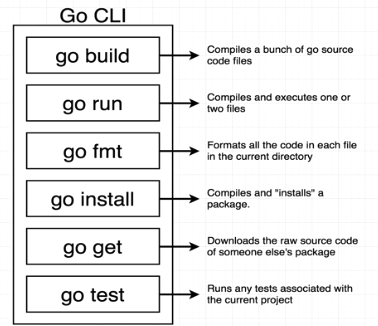 Go CLI
go build
Compiles a bunch of go source
code files
go run
Compiles and executes one or
two files
go fmt
Formats all the code in each file
in the current directory
go install
Compiles and "installs" a
package.
go get
Downloads the raw source code
of someone else's package
go test
Runs any tests associated with
the current project